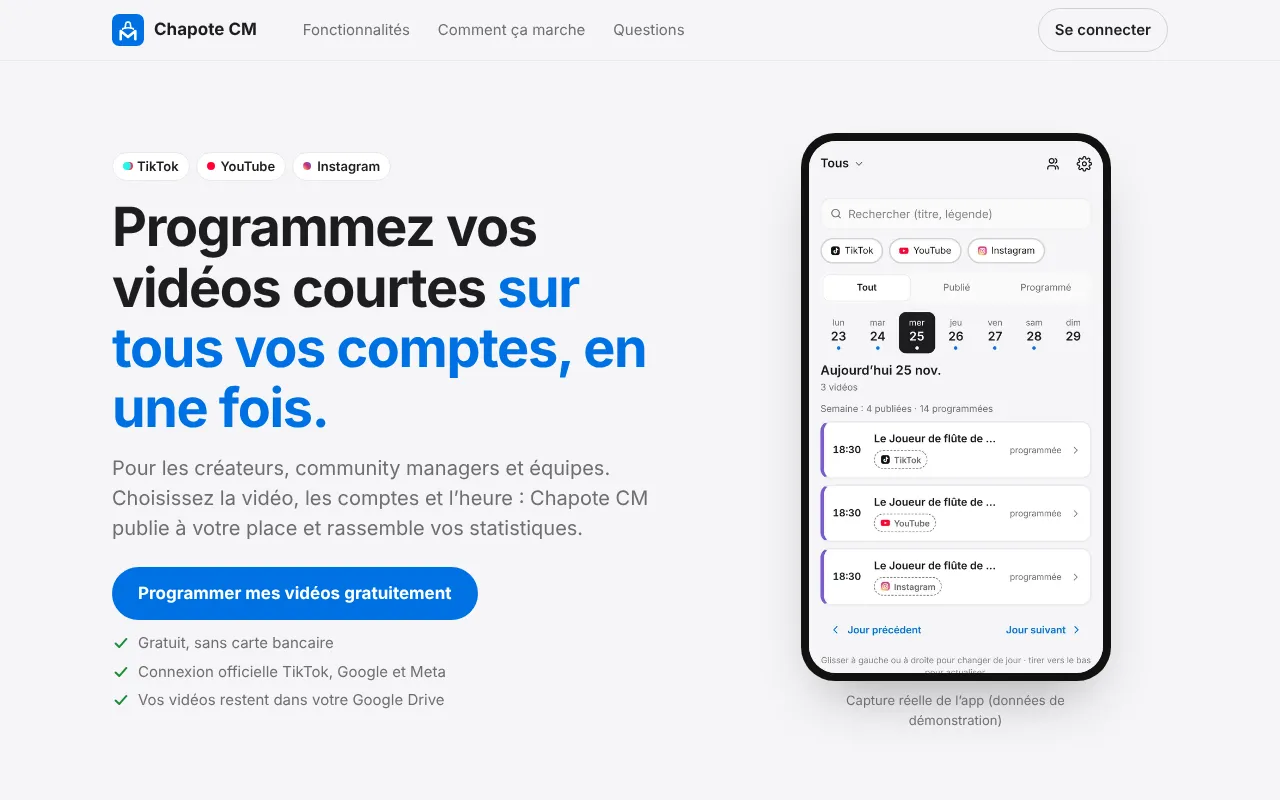 Chapote CM
Fonctionnalités
Comment ça marche
Questions
Se connecter
TikTok
YouTube
Instagram
Programmez vos
vidéos courtes sur
tous vos comptes, en
une fois.
Pour les créateurs, community managers et équipes.
Choisissez la vidéo, les comptes et l’heure : Chapote CM
publie à votre place et rassemble vos statistiques.
Programmer mes vidéos gratuitement
Gratuit, sans carte bancaire
Connexion officielle TikTok, Google et Meta
Vos vidéos restent dans votre Google Drive
Tous
Rechercher (titre, légende)
TikTok
YouTube
Instagram
Tout
Publié
Programmé
lun
mar
mer
jeu
ven
sam
dim
23
24
25
26
27
28
29
Aujourd’hui 25 nov.
3 vidéos
Semaine : 4 publiées · 14 programmées
18:30
Le Joueur de flûte de ...
TikTok
programmée
18:30
Le Joueur de flûte de ...
YouTube
programmée
18:30
Le Joueur de flûte de ...
Instagram
programmée
Jour précédent
Jour suivant
Glisser à gauche ou à droite pour changer de jour · tirer vers le bas
pour actualiser
Capture réelle de l’app (données de
démonstration)